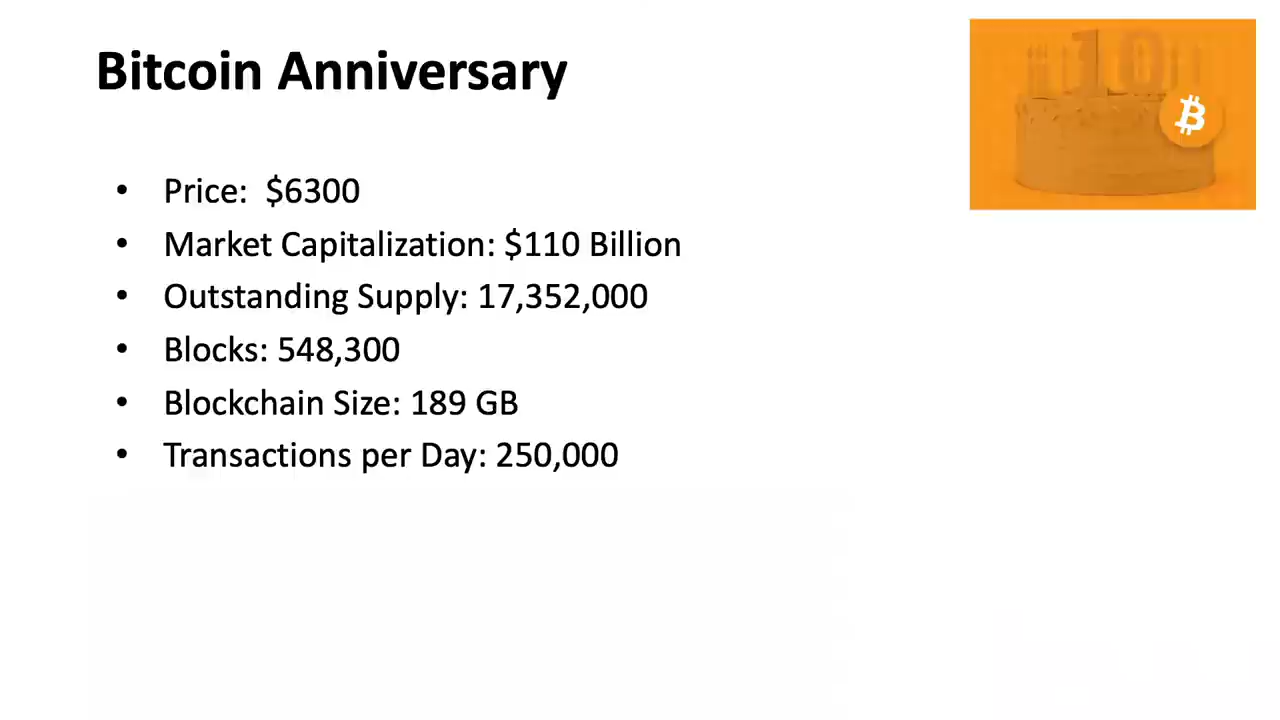 Bitcoin Anniversary
10
• Price:  $6300
• Market Capitalization: $110 Billion
• Outstanding Supply: 17,352,000
• Blocks: 548,300
• Blockchain Size: 189 GB
• Transactions per Day: 250,000